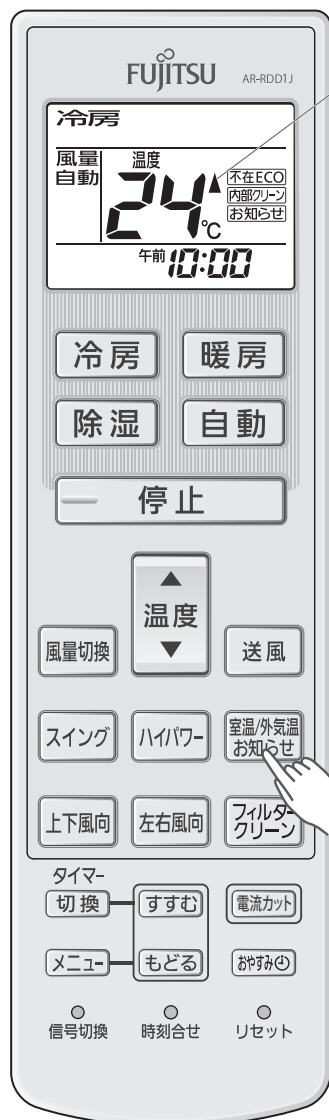 FUJITSU AR-RDD1J
冷房
風量 温度
自動 24▲ ℃
不在ECO
内部クリーン
お知らせ
午前 10:00
冷房 暖房
除湿 自動
停止
▲
温度
▼
風量切換 送風
スイング ハイパワー 室温/外気温
お知らせ
上下風向 左右風向 フィルター
クリーン
タイマー
切換 すすむ 電流カット
メニュー もどる おやすみ
信号切換 時刻合せ リセット